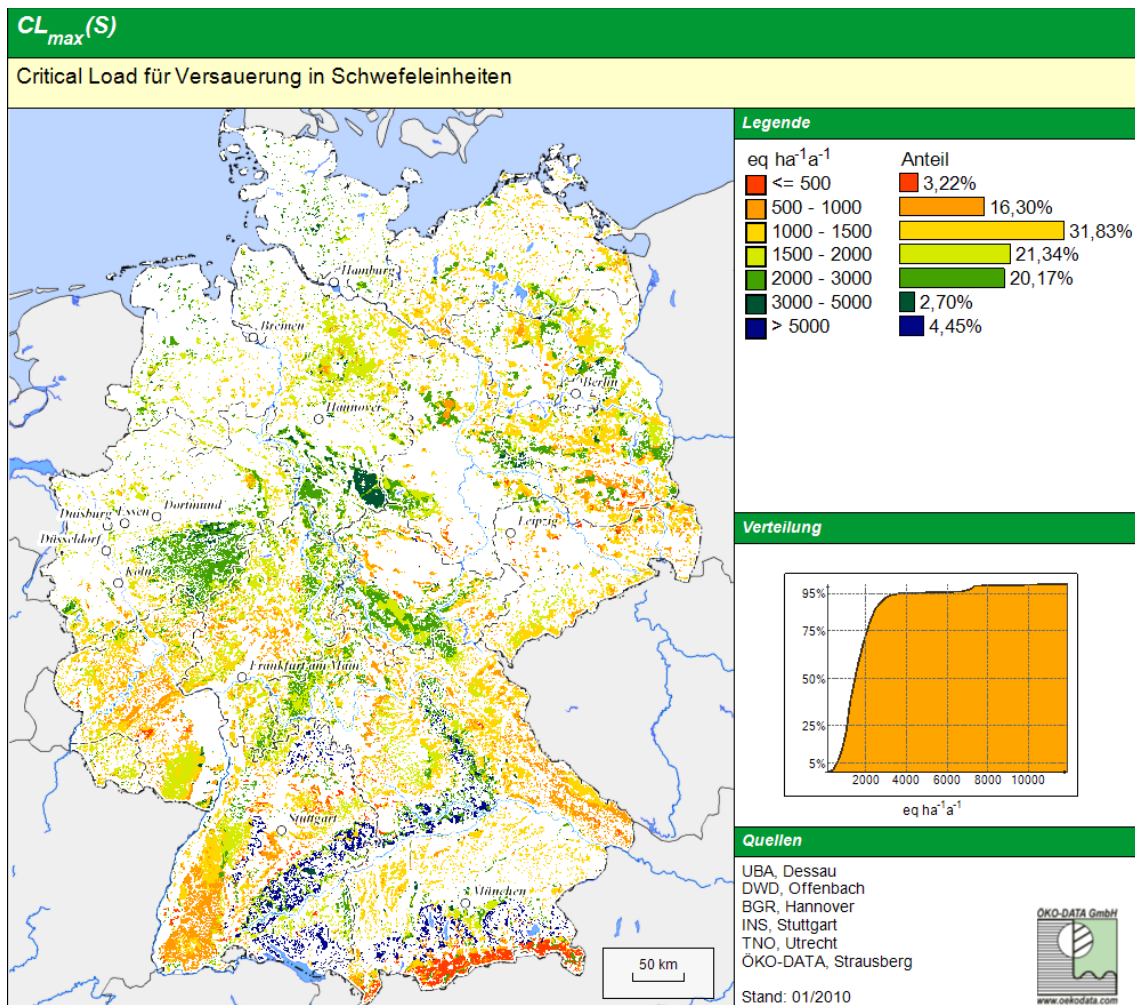 CLmax(S)
Critical Load für Versauerung in Schwefeleinheiten
Hamburg
Bremen
Berlin
Hannover
Duisburg
Essen
Dortmund
Düsseldorf
Köln
Leipzig
Frankfurt am Main
Stuttgart
München
50 km
Legende
eq ha-1a-1 Anteil
<= 500 3,22%
500 - 1000 16,30%
1000 - 1500 31,83%
1500 - 2000 21,34%
2000 - 3000 20,17%
3000 - 5000 2,70%
> 5000 4,45%
Verteilung
95%
75%
50%
25%
5%
2000 4000 6000 8000 10000
eq ha-1a-1
Quellen
UBA, Dessau
DWD, Offenbach
BGR, Hannover
INS, Stuttgart
TNO, Utrecht
ÖKO-DATA, Strausberg
Stand: 01/2010
ÖKO-DATA GmbH
www.oekodata.com